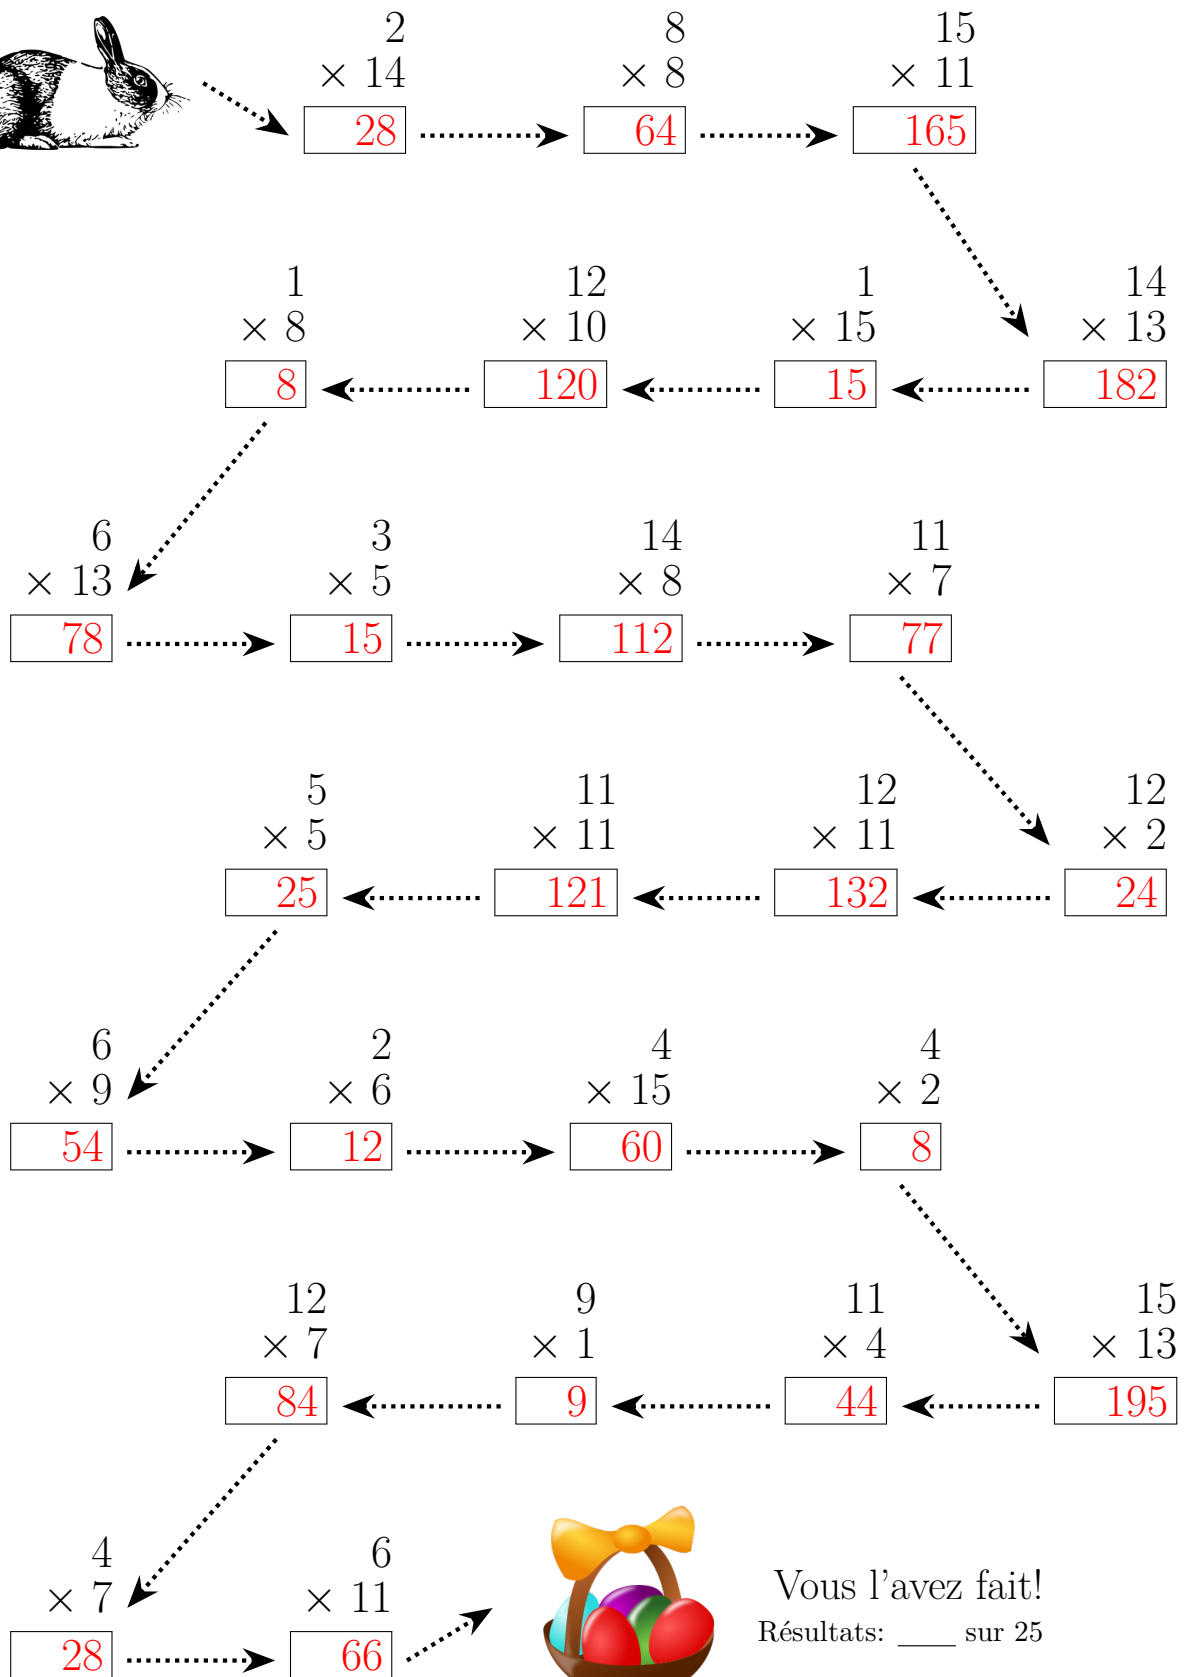 2 8 15
× 14 × 8 × 11
28 64 165
1 12 1 14
× 8 × 10 × 15 × 13
8 120 15 182
6 3 14 11
× 13 × 5 × 8 × 7
78 15 112 77
5 11 12 12
× 5 × 11 × 11 × 2
25 121 132 24
6 2 4 4
× 9 × 6 × 15 × 2
54 12 60 8
12 9 11 15
× 7 × 1 × 4 × 13
84 9 44 195
4 6
× 7 × 11
28 66
Vous l'avez fait!
Résultats: ____ sur 25